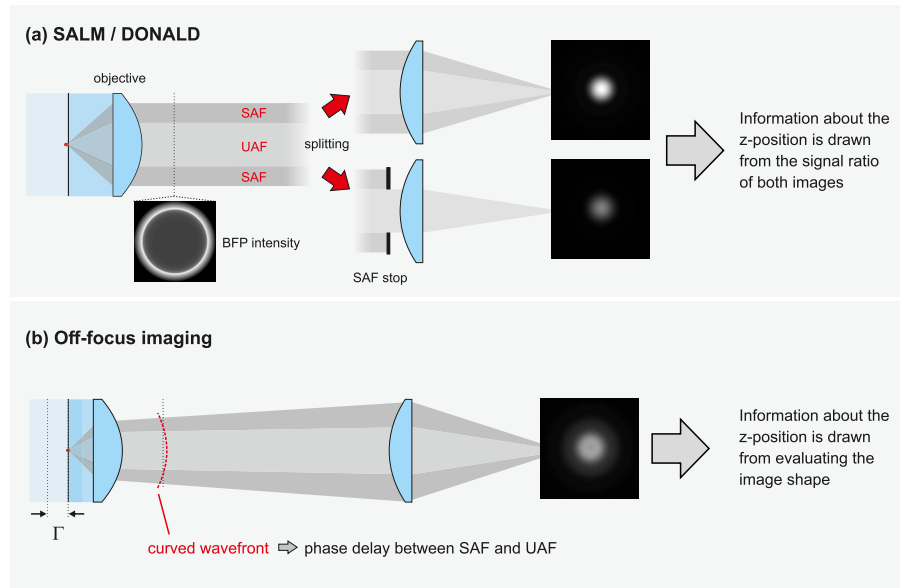 (a) SALM / DONALD
objective
SAF
UAF
SAF
splitting
BFP intensity
SAF stop
Information about the
z-position is drawn
from the signal ratio
of both images
(b) Off-focus imaging
Γ
curved wavefront
phase delay between SAF and UAF
Information about the
z-position is drawn
from evaluating the
image shape